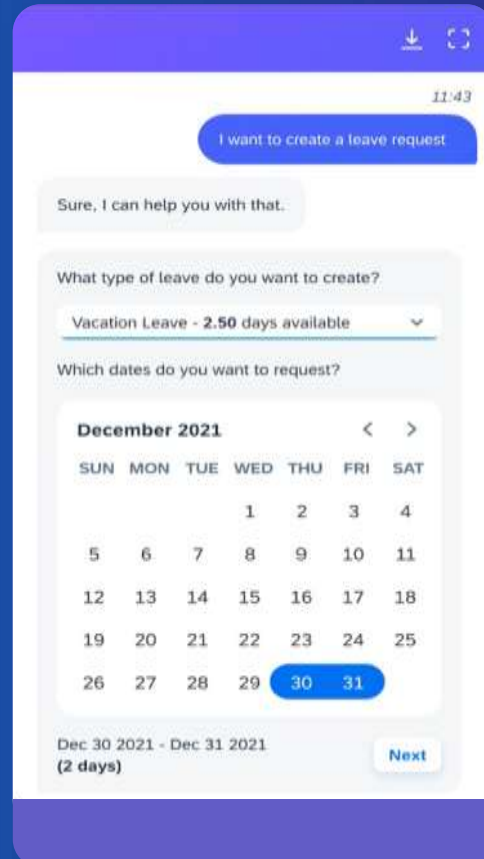 11:43
I want to create a leave request
Sure, I can help you with that.
What type of leave do you want to create?
Vacation Leave - 2.50 days available
Which dates do you want to request?
December 2021
SUN MON TUE WED THU FRI SAT
1 2 3 4
5 6 7 8 9 10 11
12 13 14 15 16 17 18
19 20 21 22 23 24 25
26 27 28 29 30 31
Dec 30 2021 - Dec 31 2021
(2 days)
Next